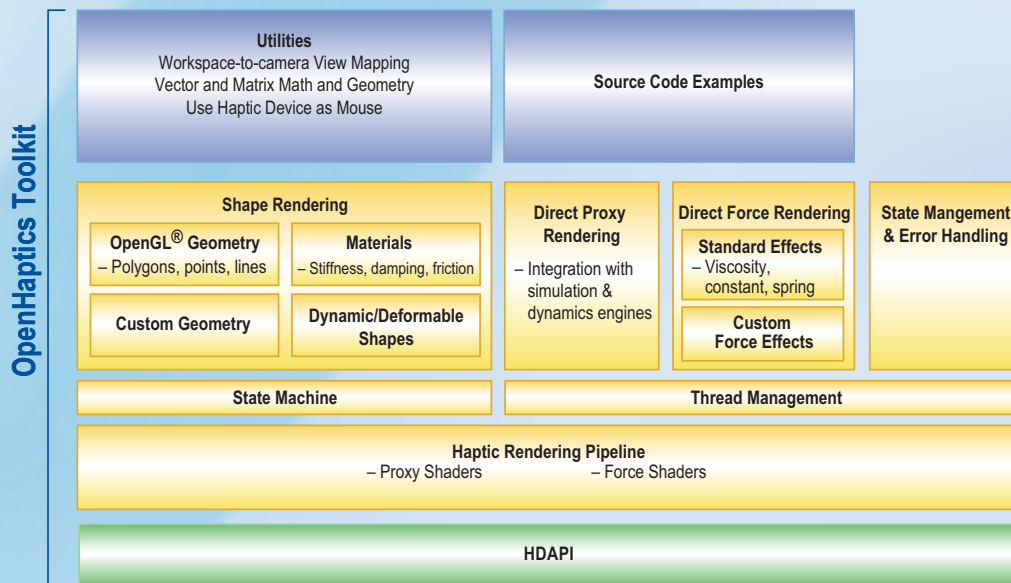 OpenHaptics Toolkit
Utilities
Workspace-to-camera View Mapping
Vector and Matrix Math and Geometry
Use Haptic Device as Mouse
Source Code Examples
Shape Rendering
OpenGL® Geometry
– Polygons, points, lines
Materials
– Stiffness, damping, friction
Custom Geometry
Dynamic/Deformable
Shapes
Direct Proxy
Rendering
– Integration with
simulation &
dynamics engines
Direct Force Rendering
Standard Effects
– Viscosity,
constant, spring
Custom
Force Effects
State Mangement
& Error Handling
State Machine
Thread Management
Haptic Rendering Pipeline
– Proxy Shaders – Force Shaders
HDAPI